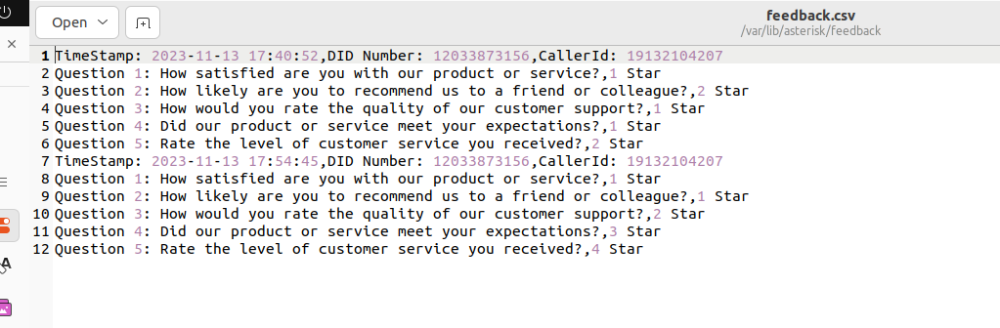 Open
feedback.csv
/var/lib/asterisk/feedback
1 TimeStamp: 2023-11-13 17:40:52,DID Number: 12033873156,CallerId: 19132104207
2 Question 1: How satisfied are you with our product or service?,1 Star
3 Question 2: How likely are you to recommend us to a friend or colleague?,2 Star
4 Question 3: How would you rate the quality of our customer support?,1 Star
5 Question 4: Did our product or service meet your expectations?,1 Star
6 Question 5: Rate the level of customer service you received?,2 Star
7 TimeStamp: 2023-11-13 17:54:45,DID Number: 12033873156,CallerId: 19132104207
8 Question 1: How satisfied are you with our product or service?,1 Star
9 Question 2: How likely are you to recommend us to a friend or colleague?,1 Star
10 Question 3: How would you rate the quality of our customer support?,2 Star
11 Question 4: Did our product or service meet your expectations?,3 Star
12 Question 5: Rate the level of customer service you received?,4 Star